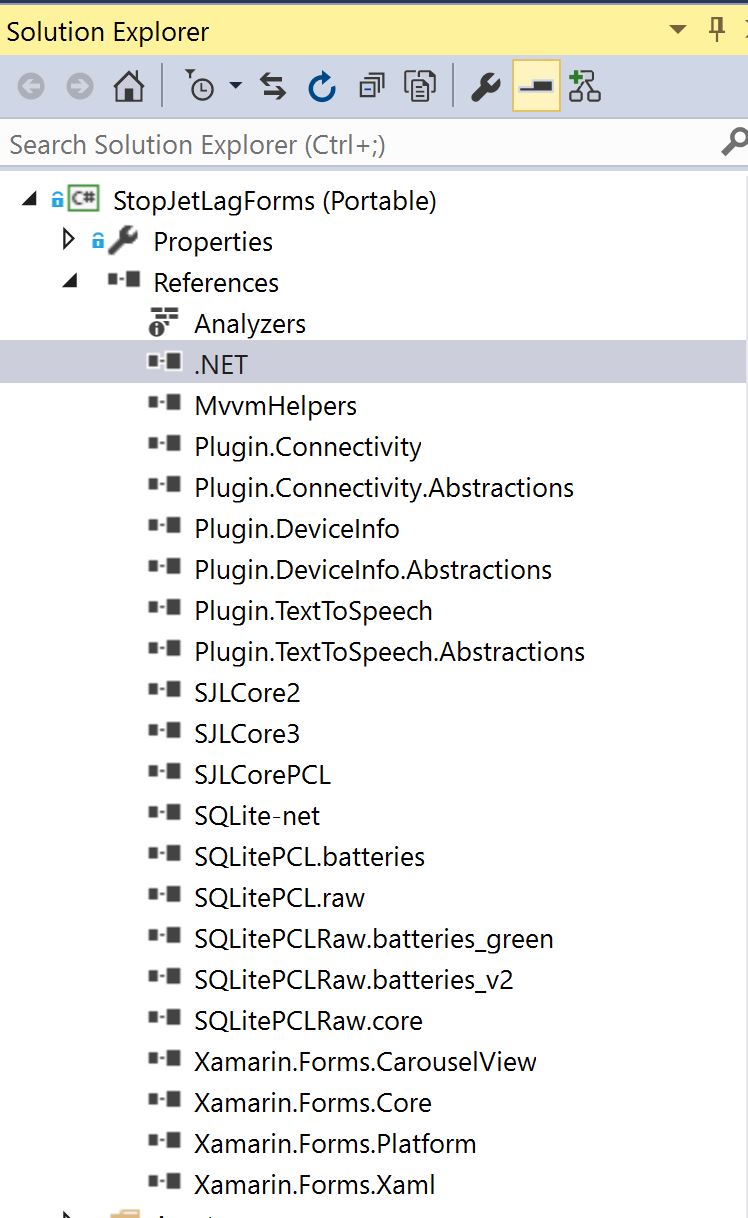 Solution Explorer
Search Solution Explorer (Ctrl+;)
C# StopJetLagForms (Portable)
Properties
References
Analyzers
.NET
MvvmHelpers
Plugin.Connectivity
Plugin.Connectivity.Abstractions
Plugin.DeviceInfo
Plugin.DeviceInfo.Abstractions
Plugin.TextToSpeech
Plugin.TextToSpeech.Abstractions
SJLCore2
SJLCore3
SJLCorePCL
SQLite-net
SQLitePCL.batteries
SQLitePCL.raw
SQLitePCLRaw.batteries_green
SQLitePCLRaw.batteries_v2
SQLitePCLRaw.core
Xamarin.Forms.CarouselView
Xamarin.Forms.Core
Xamarin.Forms.Platform
Xamarin.Forms.Xaml